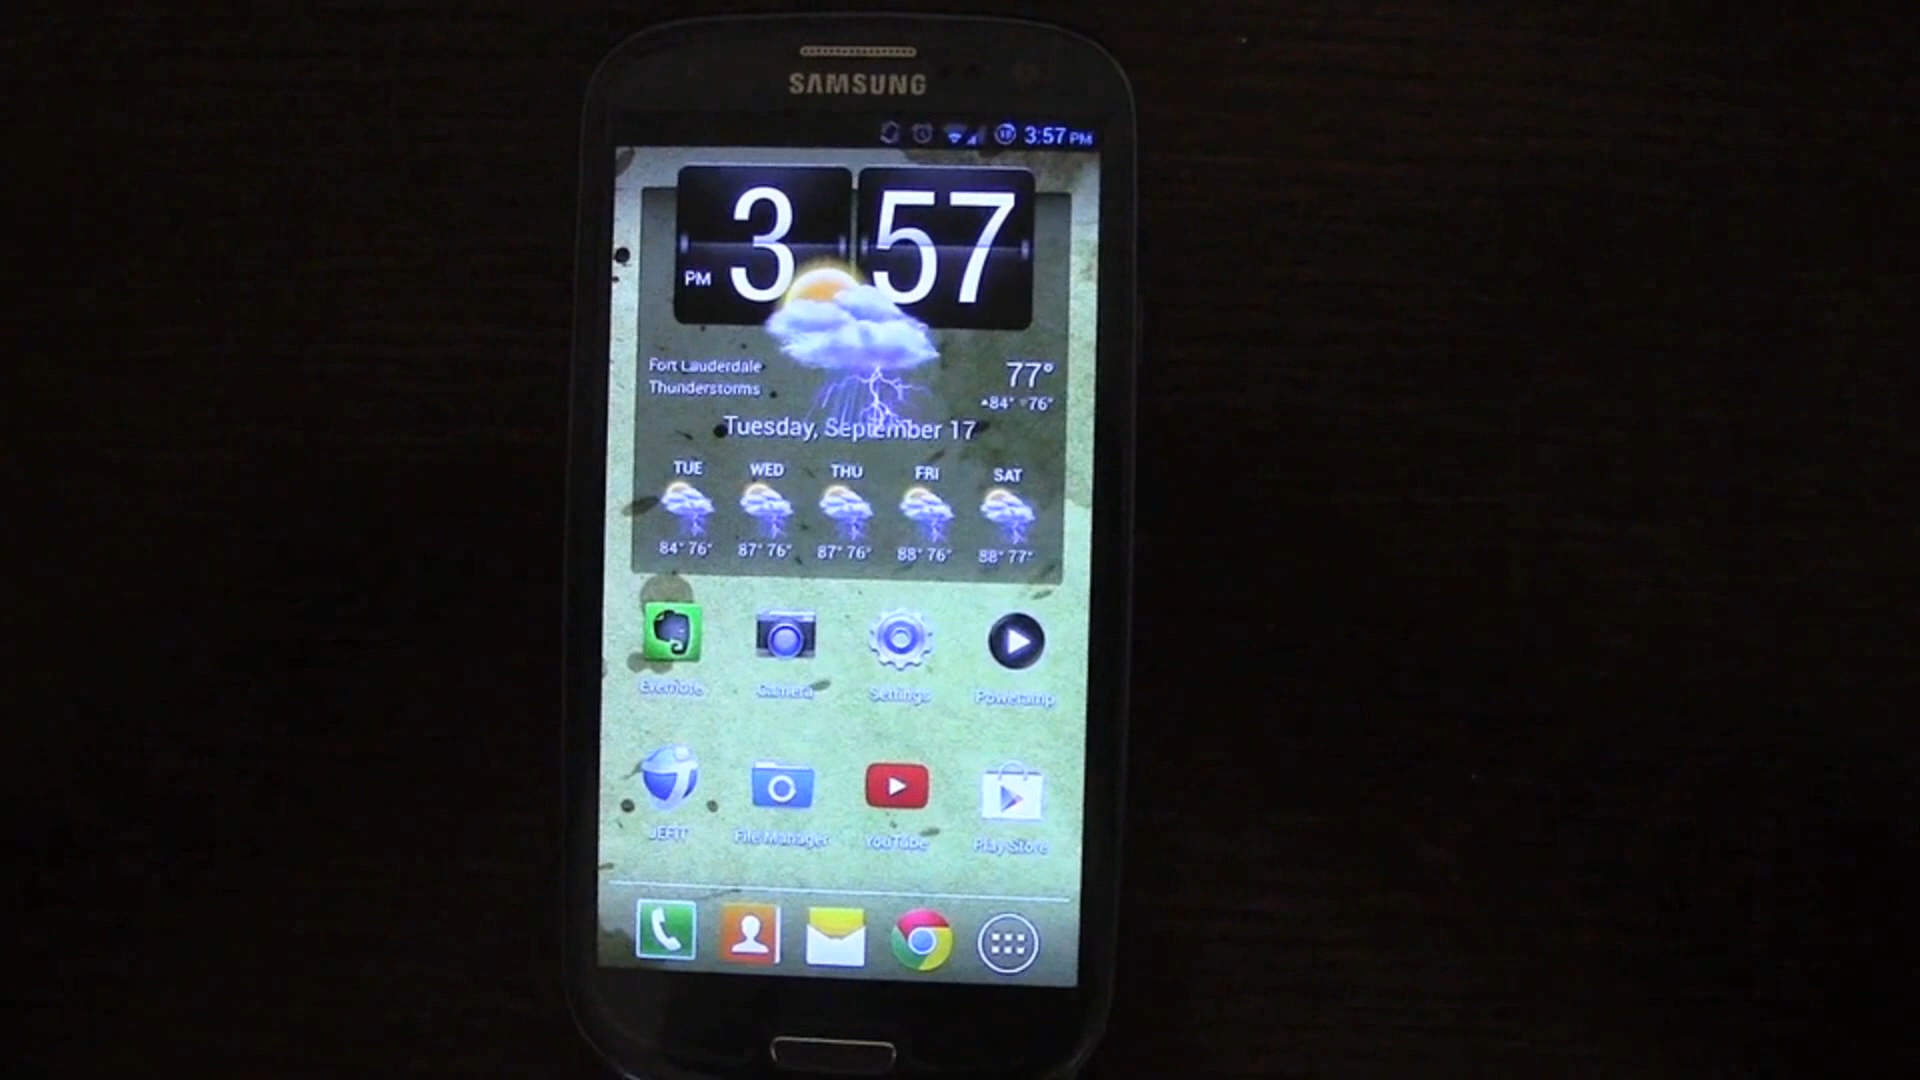 SAMSUNG
3:57 PM
3 57
PM
Fort Lauderdale
Thunderstorms
77°
84° 76°
Tuesday, September 17
TUE WED THU FRI SAT
84° 76° 87° 76° 87° 76° 88° 76° 88° 77°
Evernote Camera Settings Poweramp
JEFIT File Manager YouTube Play Store